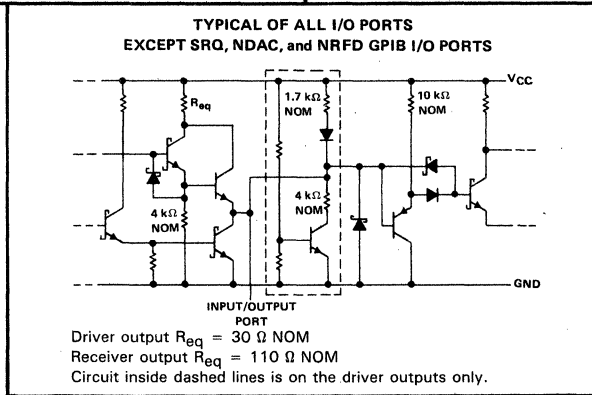 TYPICAL OF ALL I/O PORTS
EXCEPT SRQ, NDAC, and NRFD GPIB I/O PORTS
VCC
Req
1.7 kΩ
NOM
10 kΩ
NOM
4 kΩ
NOM
4 kΩ
NOM
GND
INPUT/OUTPUT
PORT
Driver output Req = 30 Ω NOM
Receiver output Req = 110 Ω NOM
Circuit inside dashed lines is on the driver outputs only.